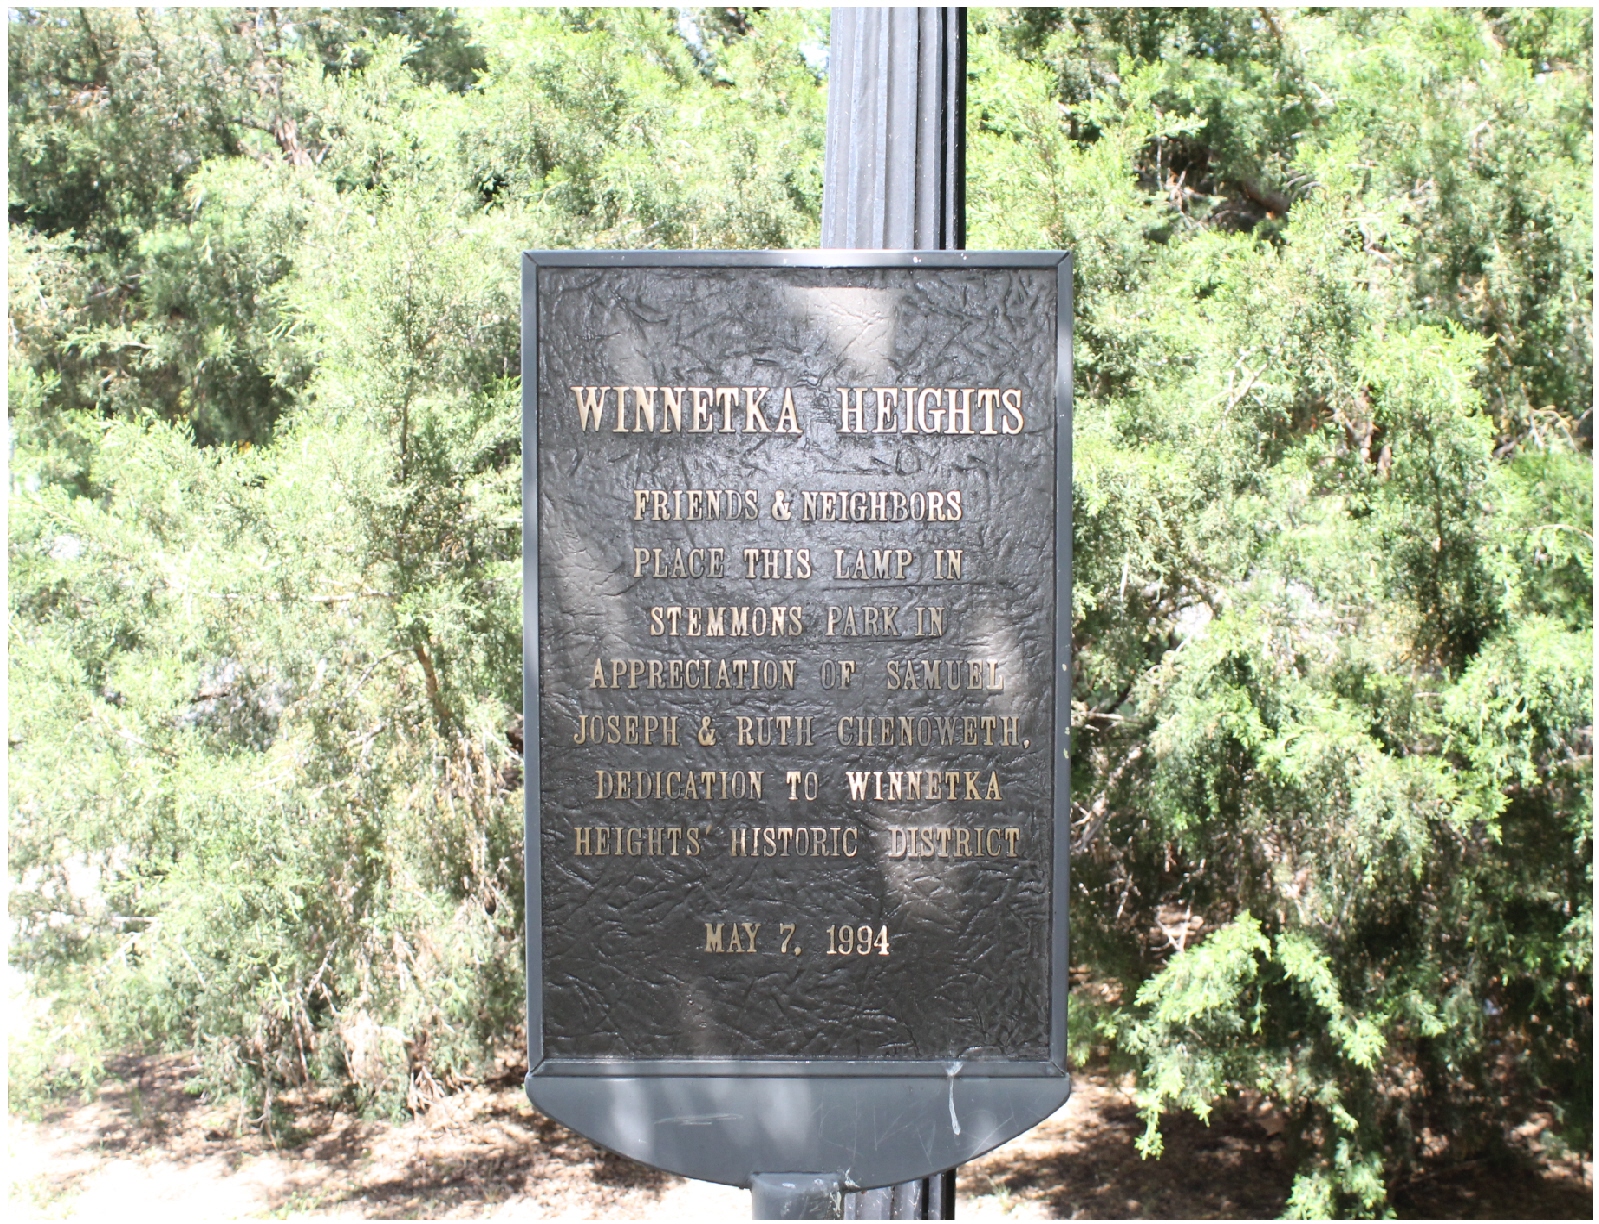 WINNETKA HEIGHTS
FRIENDS & NEIGHBORS
PLACE THIS LAMP IN
STEMMONS PARK IN
APPRECIATION OF SAMUEL
JOSEPH & RUTH CHENOWETH,
DEDICATION TO WINNETKA
HEIGHTS' HISTORIC DISTRICT
MAY 7, 1994